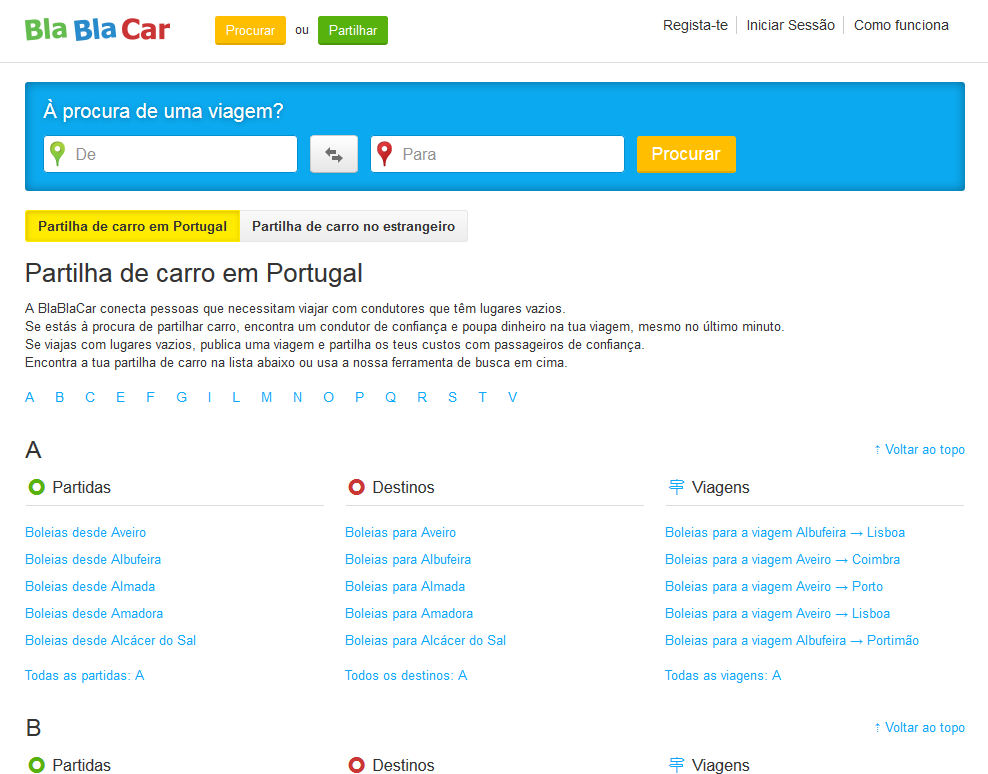 Bla Bla Car Procurar ou Partilhar Regista-te Iniciar Sessão Como funciona
À procura de uma viagem?
De Para Procurar
Partilha de carro em Portugal Partilha de carro no estrangeiro
Partilha de carro em Portugal
A BlaBlaCar conecta pessoas que necessitam viajar com condutores que têm lugares vazios.
Se estás à procura de partilhar carro, encontra um condutor de confiança e poupa dinheiro na tua viagem, mesmo no último minuto.
Se viajas com lugares vazios, publica uma viagem e partilha os teus custos com passageiros de confiança.
Encontra a tua partilha de carro na lista abaixo ou usa a nossa ferramenta de busca em cima.
A B C E F G I L M N O P Q R S T V
A ↑ Voltar ao topo
Partidas Destinos Viagens
Boleias desde Aveiro Boleias para Aveiro Boleias para a viagem Albufeira → Lisboa
Boleias desde Albufeira Boleias para Albufeira Boleias para a viagem Aveiro → Coimbra
Boleias desde Almada Boleias para Almada Boleias para a viagem Aveiro → Porto
Boleias desde Amadora Boleias para Amadora Boleias para a viagem Aveiro → Lisboa
Boleias desde Alcácer do Sal Boleias para Alcácer do Sal Boleias para a viagem Albufeira → Portimão
Todas as partidas: A Todos os destinos: A Todas as viagens: A
B ↑ Voltar ao topo
Partidas Destinos Viagens